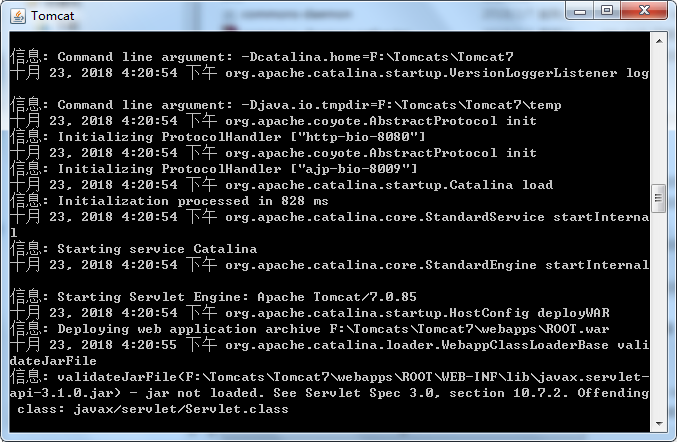 Tomcat
信息: Command line argument: -Dcatalina.home=F:\Tomcats\Tomcat7
十月 23, 2018 4:20:54 下午 org.apache.catalina.startup.VersionLoggerListener log
信息: Command line argument: -Djava.io.tmpdir=F:\Tomcats\Tomcat7\temp
十月 23, 2018 4:20:54 下午 org.apache.coyote.AbstractProtocol init
信息: Initializing ProtocolHandler ["http-bio-8080"]
十月 23, 2018 4:20:54 下午 org.apache.coyote.AbstractProtocol init
信息: Initializing ProtocolHandler ["ajp-bio-8009"]
十月 23, 2018 4:20:54 下午 org.apache.catalina.startup.Catalina load
信息: Initialization processed in 828 ms
十月 23, 2018 4:20:54 下午 org.apache.catalina.core.StandardService startInterna
l
信息: Starting service Catalina
十月 23, 2018 4:20:54 下午 org.apache.catalina.core.StandardEngine startInternal
信息: Starting Servlet Engine: Apache Tomcat/7.0.85
十月 23, 2018 4:20:54 下午 org.apache.catalina.startup.HostConfig deployWAR
信息: Deploying web application archive F:\Tomcats\Tomcat7\webapps\ROOT.war
十月 23, 2018 4:20:55 下午 org.apache.catalina.loader.WebappClassLoaderBase vali
dateJarFile
信息: validateJarFile(F:\Tomcats\Tomcat7\webapps\ROOT\WEB-INF\lib\javax.servlet-
api-3.1.0.jar) - jar not loaded. See Servlet Spec 3.0, section 10.7.2. Offending
class: javax/servlet/Servlet.class